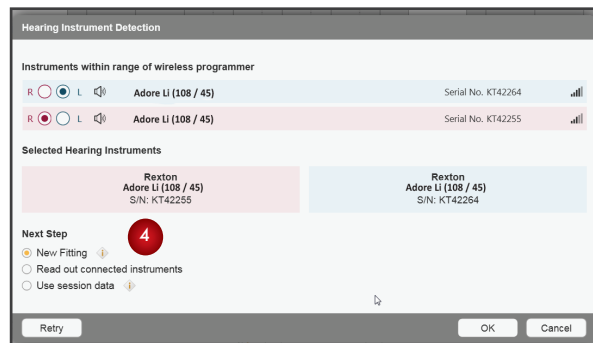 Hearing Instrument Detection
Instruments within range of wireless programmer
R L Adore Li (108 / 45) Serial No. KT42264
R L Adore Li (108 / 45) Serial No. KT42255
Selected Hearing Instruments
Rexton Rexton
Adore Li (108 / 45) Adore Li (108 / 45)
S/N: KT42255 S/N: KT42264
Next Step
4
New Fitting
Read out connected instruments
Use session data
Retry OK Cancel